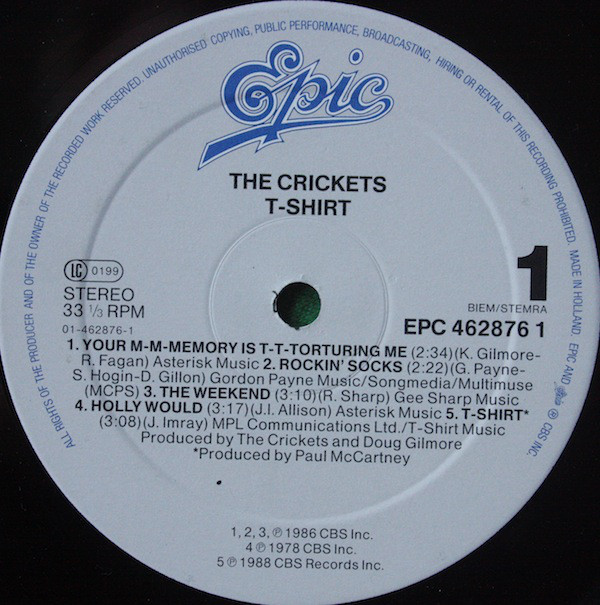 ALL RIGHTS OF THE PRODUCER AND OF THE OWNER OF THE RECORDED WORK RESERVED. UNAUTHORISED COPYING, PUBLIC PERFORMANCE, BROADCASTING, HIRING OR RENTAL OF THIS RECORDING PROHIBITED. MADE IN HOLLAND. EPIC AND Epic ® CBS INC.
Epic
THE CRICKETS
T-SHIRT
LC 0199
STEREO
33 1/3 RPM
01-462876-1
1
BIEM/STEMRA
EPC 462876 1
1. YOUR M-M-MEMORY IS T-T-TORTURING ME (2:34)(K. Gilmore-
R. Fagan) Asterisk Music 2. ROCKIN' SOCKS (2:22)(G. Payne-
S. Hogin-D. Gillon) Gordon Payne Music/Songmedia/Multimuse
(MCPS) 3. THE WEEKEND (3:10)(R. Sharp) Gee Sharp Music
4. HOLLY WOULD (3:17)(J.I. Allison) Asterisk Music 5. T-SHIRT*
(3:08)(J. Imray) MPL Communications Ltd./T-Shirt Music
Produced by The Crickets and Doug Gilmore
*Produced by Paul McCartney
1, 2, 3, ℗ 1986 CBS Inc.
4 ℗ 1978 CBS Inc.
5 ℗ 1988 CBS Records Inc.